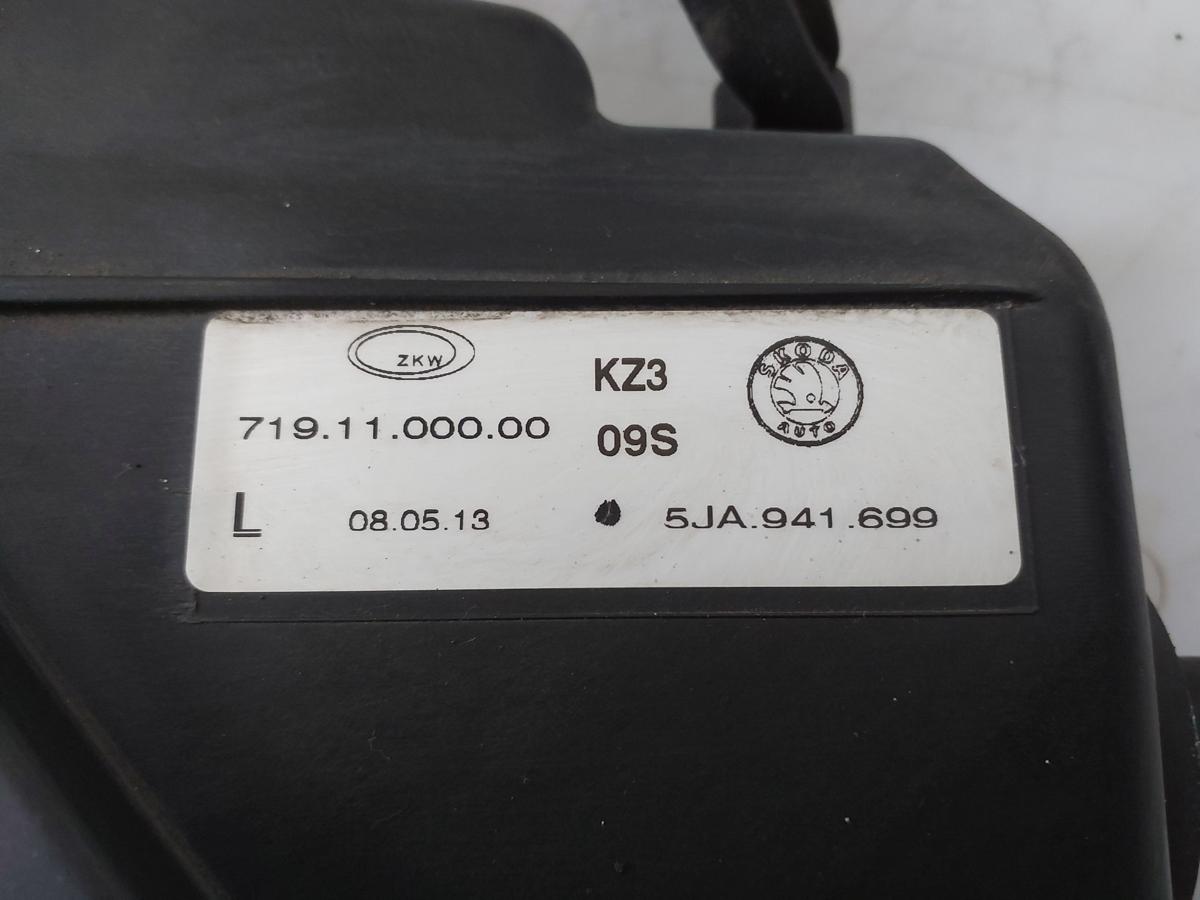 ZKW
KZ3
SKODA
AUTO
719.11.000.00
09S
L
08.05.13
5JA.941.699